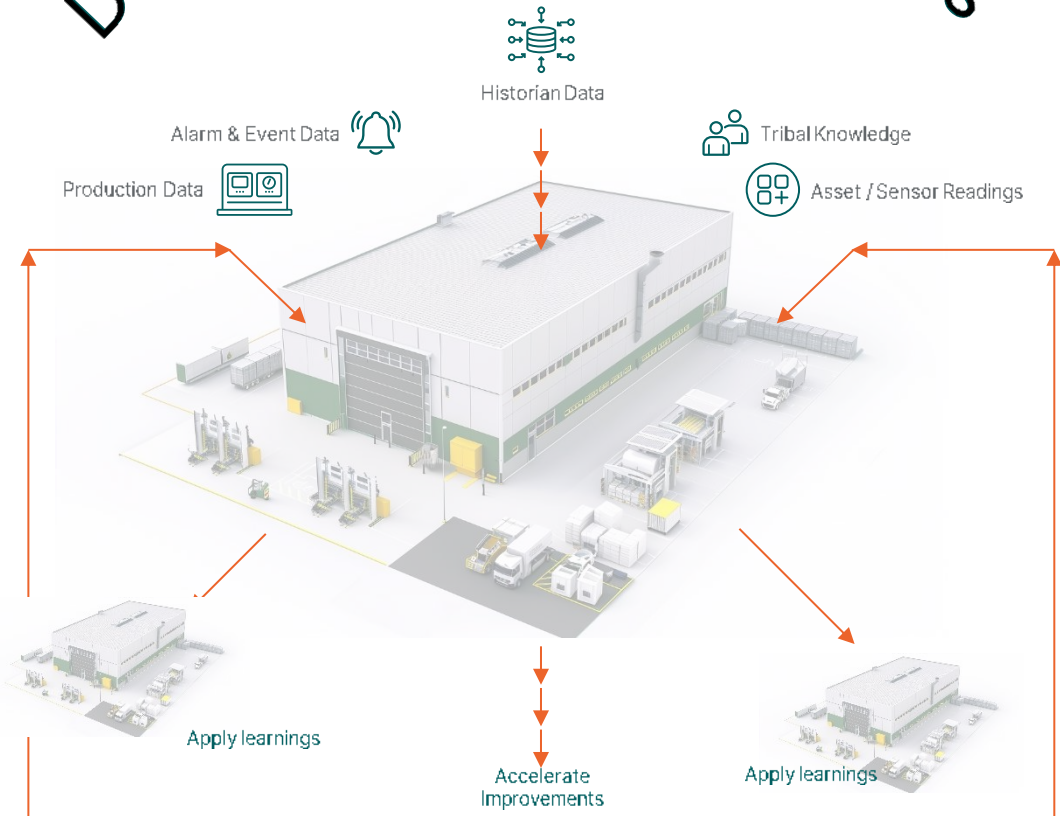 Historian Data
Alarm & Event Data
Tribal Knowledge
Production Data
Asset / Sensor Readings
Apply learnings
Accelerate
Improvements
Apply learnings